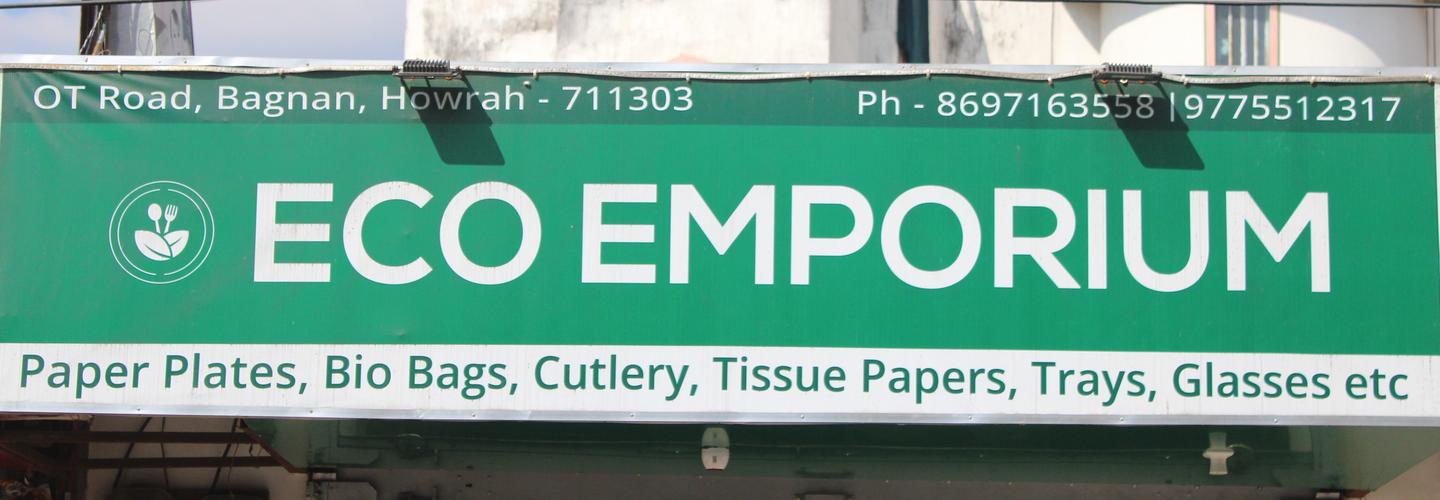 OT Road, Bagnan, Howrah - 711303
Ph - 8697163558 |9775512317
ECO EMPORIUM
Paper Plates, Bio Bags, Cutlery, Tissue Papers, Trays, Glasses etc